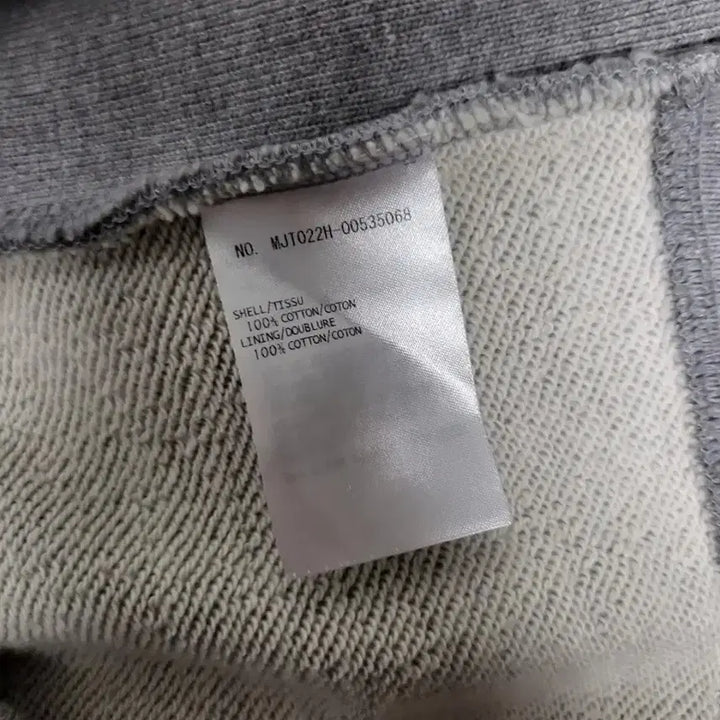 NO. MJT022H-00535068
SHELL/TISSU
100% COTTON/COTON
LINING/DOUBLURE
100% COTTON/COTON